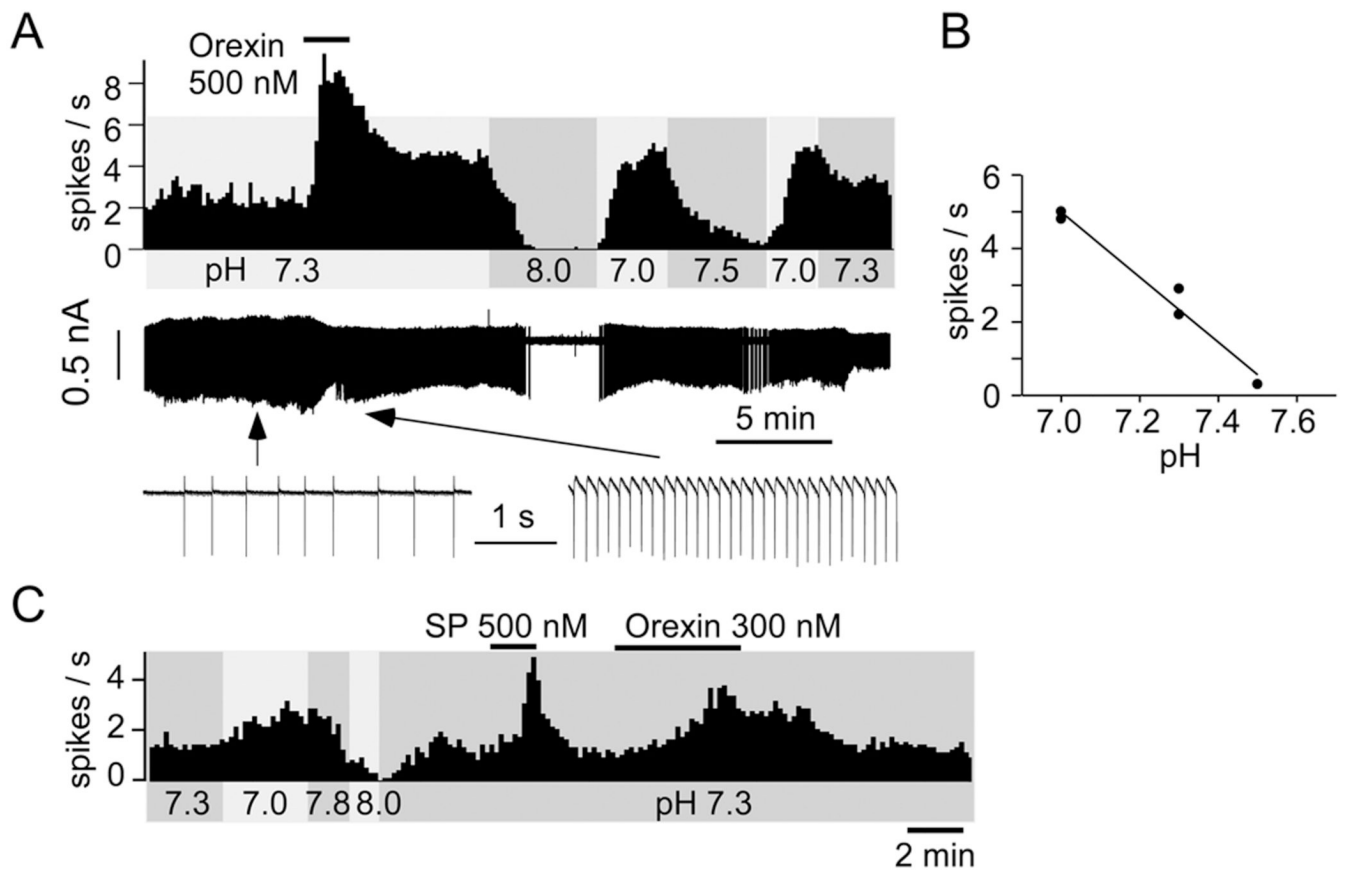 A
B
Orexin
500 nM
spikes / s
8
6
4
2
0
pH 7.3
8.0
7.0
7.5
7.0
7.3
0.5 nA
5 min
1 s
spikes / s
6
4
2
0
7.0
7.2
7.4
7.6
pH
C
SP 500 nM
Orexin 300 nM
spikes / s
4
2
0
7.3
7.0
7.8
8.0
pH 7.3
2 min